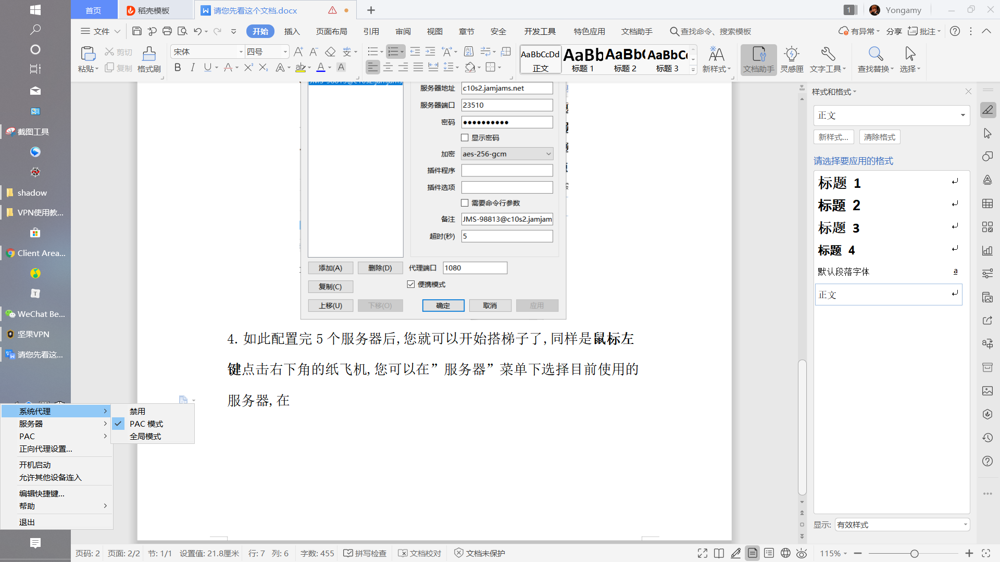 首页
稻壳模板
请您先看这个文档.docx
1
Yongamy
文件
开始
插入
页面布局
引用
审阅
视图
章节
安全
开发工具
特色应用
文档助手
查找命令、搜索模板
有异常
分享
批注
粘贴
剪切
复制
格式刷
宋体
四号
AaBbCcDd
正文
AaBb
标题 1
AaBb(
标题 2
AaBbC
标题 3
新样式
文档助手
灵感匣
文字工具
查找替换
选择
截图工具
shadow
VPN使用教...
Client Area...
WeChat Be...
坚果VPN
请您先看这...
JMS-98813@c10s2.jamjams
服务器地址
c10s2.jamjams.net
服务器端口
23510
密码
●●●●●●●●●●
显示密码
加密
aes-256-gcm
插件程序
插件选项
需要命令行参数
备注
JMS-98813@c10s2.jamjam
超时(秒)
5
添加(A)
删除(D)
代理端口
1080
复制(C)
便携模式
上移(U)
下移(O)
确定
取消
应用
4. 如此配置完 5 个服务器后,您就可以开始搭梯子了,同样是鼠标左
键点击右下角的纸飞机,您可以在”服务器”菜单下选择目前使用的
服务器,在
系统代理
服务器
PAC
正向代理设置...
开机启动
允许其他设备连入
编辑快捷键...
帮助
退出
禁用
PAC 模式
全局模式
样式和格式
正文
新样式...
清除格式
请选择要应用的格式
标题 1
标题 2
标题 3
标题 4
默认段落字体
a
正文
显示:
有效样式
页码: 2
页面: 2/2
节: 1/1
设置值: 21.8厘米
行: 7
列: 6
字数: 455
拼写检查
文档校对
文档未保护
115%